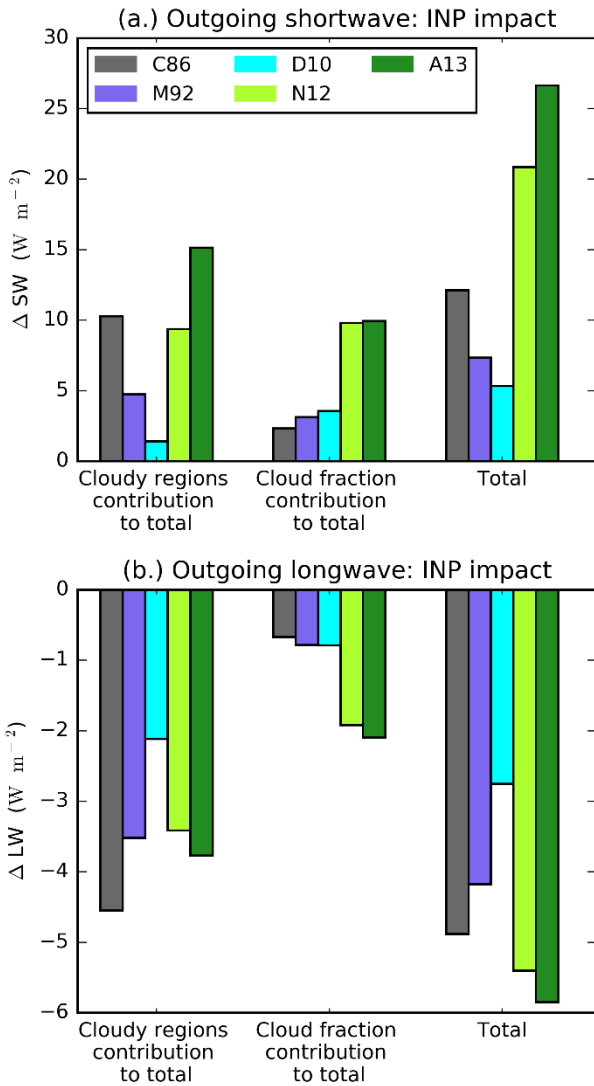 (a.) Outgoing shortwave: INP impact
30
25
20
15
10
5
0
Δ SW (W m⁻²)
C86 D10 A13
M92 N12
Cloudy regions contribution to total
Cloud fraction contribution to total
Total
(b.) Outgoing longwave: INP impact
0
−1
−2
−3
−4
−5
−6
Δ LW (W m⁻²)
Cloudy regions
contribution
to total
Cloud fraction
contribution to
total
Total